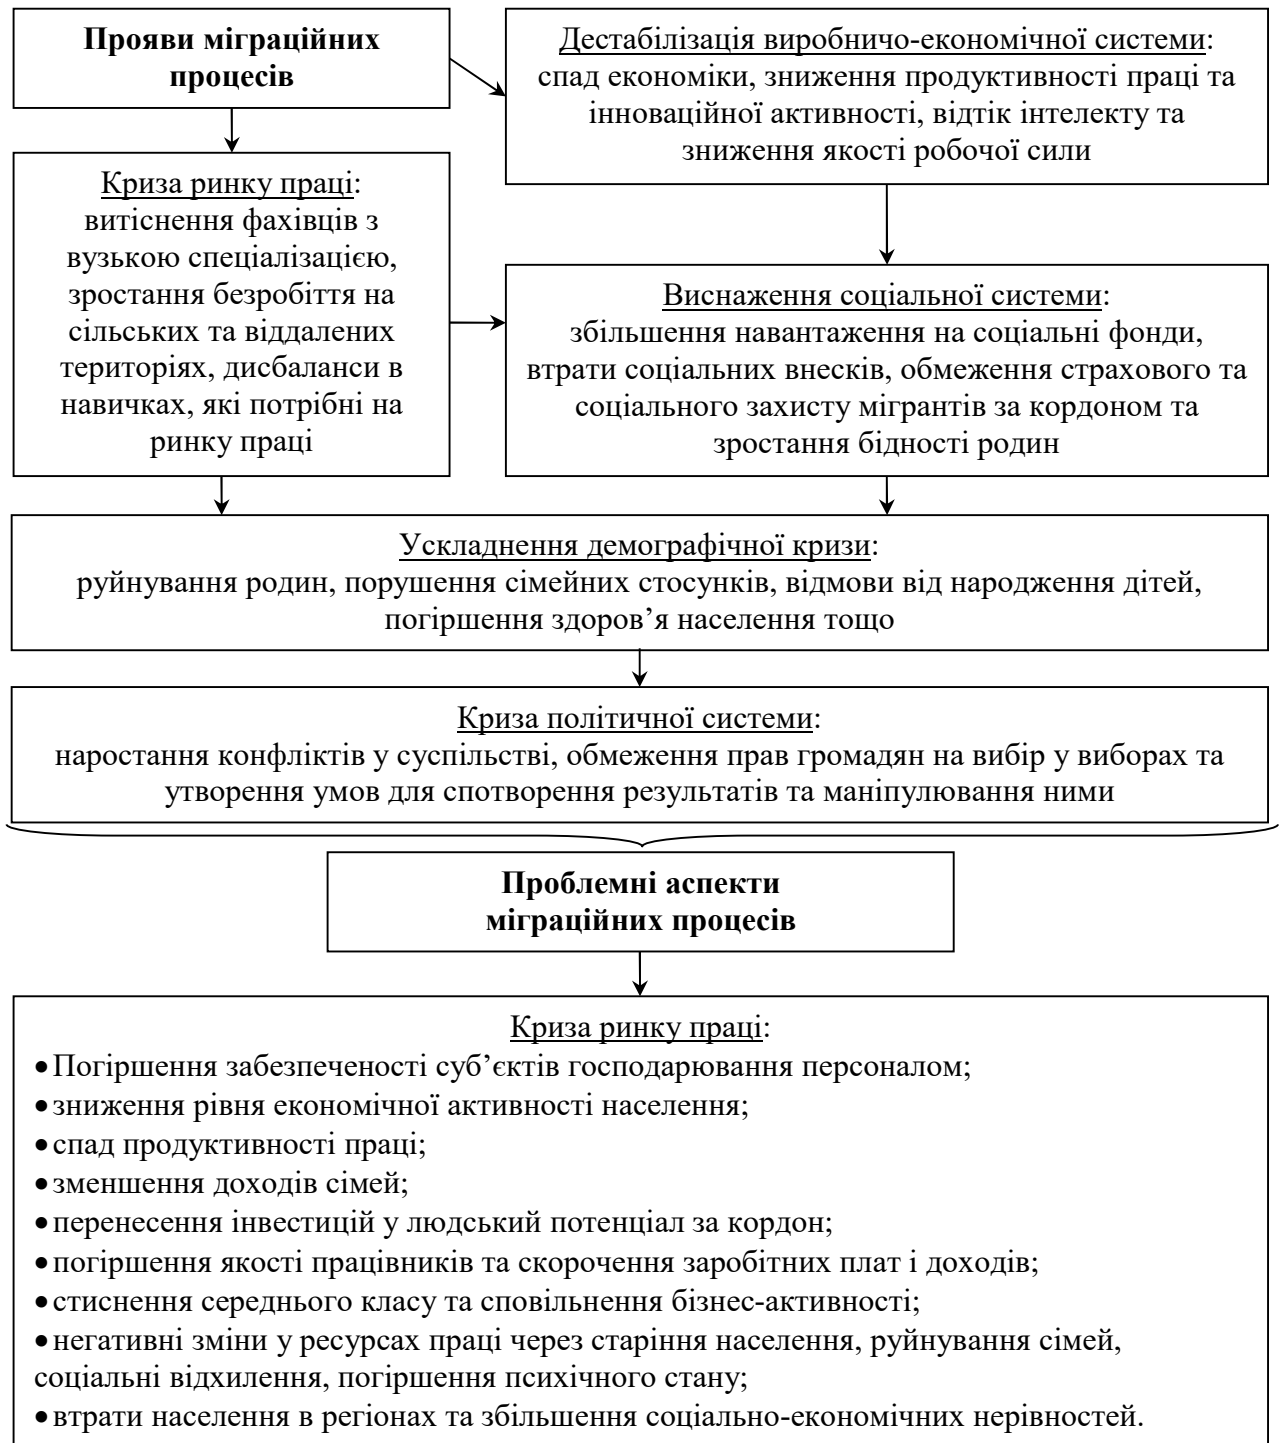 Прояви міграційних
процесів
Дестабілізація виробничо-економічної системи:
спад економіки, зниження продуктивності праці та
інноваційної активності, відтік інтелекту та
зниження якості робочої сили
Криза ринку праці:
витіснення фахівців з
вузькою спеціалізацією,
зростання безробіття на
сільських та віддалених
територіях, дисбаланси в
навичках, які потрібні на
ринку праці
Виснаження соціальної системи:
збільшення навантаження на соціальні фонди,
втрати соціальних внесків, обмеження страхового та
соціального захисту мігрантів за кордоном та
зростання бідності родин
Ускладнення демографічної кризи:
руйнування родин, порушення сімейних стосунків, відмови від народження дітей,
погіршення здоров’я населення тощо
Криза політичної системи:
наростання конфліктів у суспільстві, обмеження прав громадян на вибір у виборах та
утворення умов для спотворення результатів та маніпулювання ними
Проблемні аспекти
міграційних процесів
Криза ринку праці:
•Погіршення забезпеченості суб’єктів господарювання персоналом;
•зниження рівня економічної активності населення;
•спад продуктивності праці;
•зменшення доходів сімей;
•перенесення інвестицій у людський потенціал за кордон;
•погіршення якості працівників та скорочення заробітних плат і доходів;
•стиснення середнього класу та сповільнення бізнес-активності;
•негативні зміни у ресурсах праці через старіння населення, руйнування сімей,
соціальні відхилення, погіршення психічного стану;
•втрати населення в регіонах та збільшення соціально-економічних нерівностей.